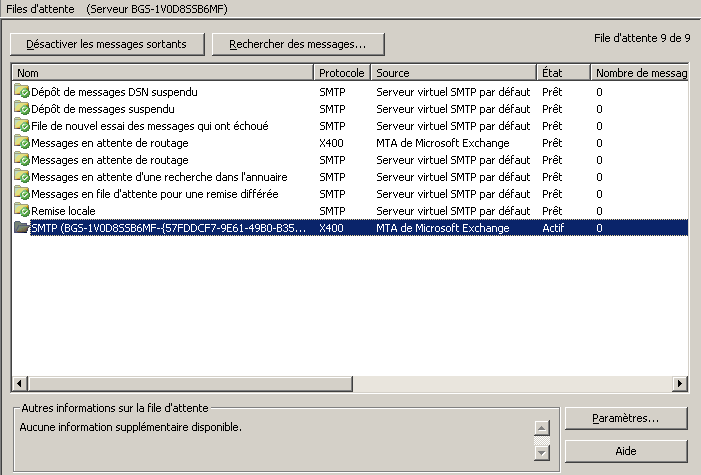 Files d'attente (Serveur BGS-1V0D8SSB6MF)
Désactiver les messages sortants Rechercher des messages... File d'attente 9 de 9
Nom Protocole Source État Nombre de messag
Dépôt de messages DSN suspendu SMTP Serveur virtuel SMTP par défaut Prêt 0
Dépôt de messages suspendu SMTP Serveur virtuel SMTP par défaut Prêt 0
File de nouvel essai des messages qui ont échoué SMTP Serveur virtuel SMTP par défaut Prêt 0
Messages en attente de routage X400 MTA de Microsoft Exchange Prêt 0
Messages en attente de routage SMTP Serveur virtuel SMTP par défaut Prêt 0
Messages en attente d'une recherche dans l'annuaire SMTP Serveur virtuel SMTP par défaut Prêt 0
Messages en file d'attente pour une remise différée SMTP Serveur virtuel SMTP par défaut Prêt 0
Remise locale SMTP Serveur virtuel SMTP par défaut Prêt 0
SMTP (BGS-1V0D8SSB6MF-{57FDDCF7-9E61-49B0-B35... X400 MTA de Microsoft Exchange Actif 0
Autres informations sur la file d'attente
Aucune information supplémentaire disponible.
Paramètres...
Aide